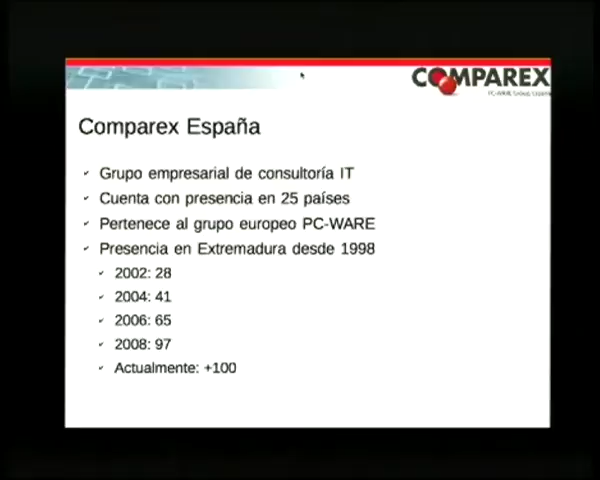 COMPAREX
Comparex España
Grupo empresarial de consultoría IT
Cuenta con presencia en 25 países
Pertenece al grupo europeo PC-WARE
Presencia en Extremadura desde 1998
2002: 28
2004: 41
2006: 65
2008: 97
Actualmente: +100